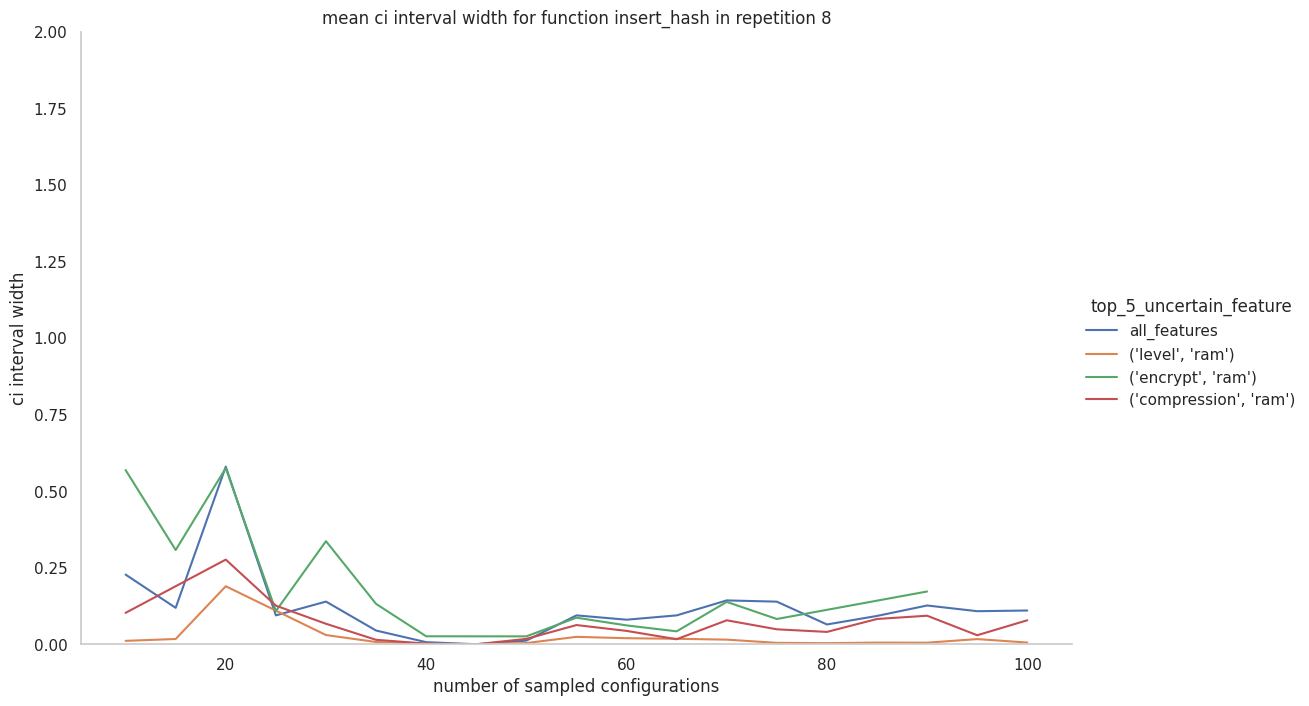 mean ci interval width for function insert_hash in repetition 8
2.00
1.75
1.50
1.25
1.00
0.75
0.50
0.25
0.00
ci interval width
20
40
60
80
100
number of sampled configurations
top_5_uncertain_feature
all_features
('level', 'ram')
('encrypt', 'ram')
('compression', 'ram')